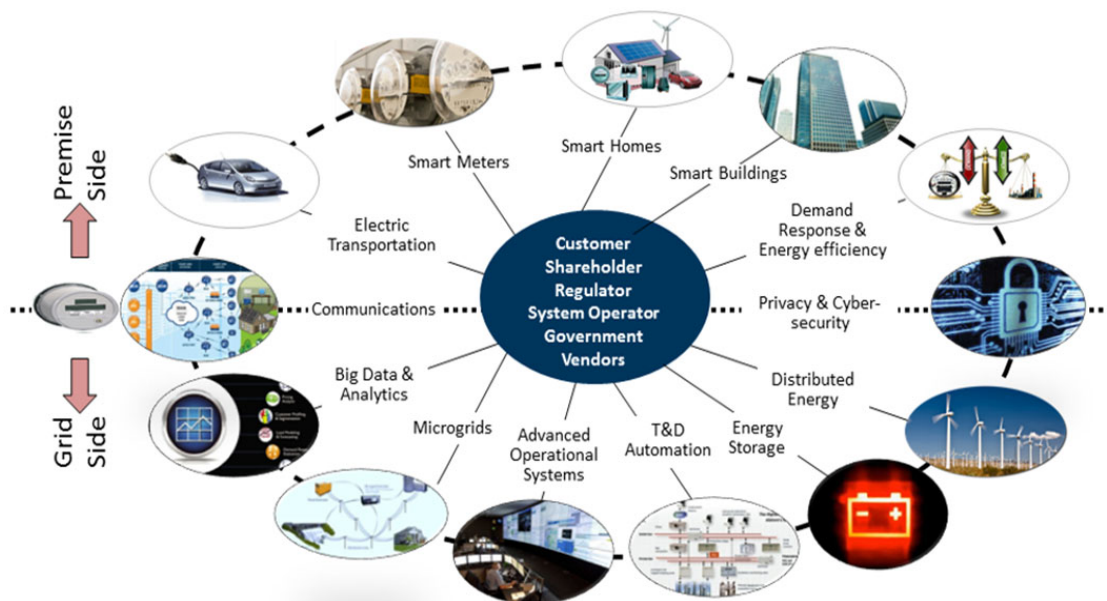 Premise
Side
Grid
Side
Smart Meters
Smart Homes
Smart Buildings
Electric
Transportation
Demand
Response &
Energy efficiency
Communications
Privacy & Cyber-
security
Customer
Shareholder
Regulator
System Operator
Government
Vendors
Big Data &
Analytics
Distributed
Energy
Microgrids
Advanced
Operational
Systems
T&D
Automation
Energy
Storage